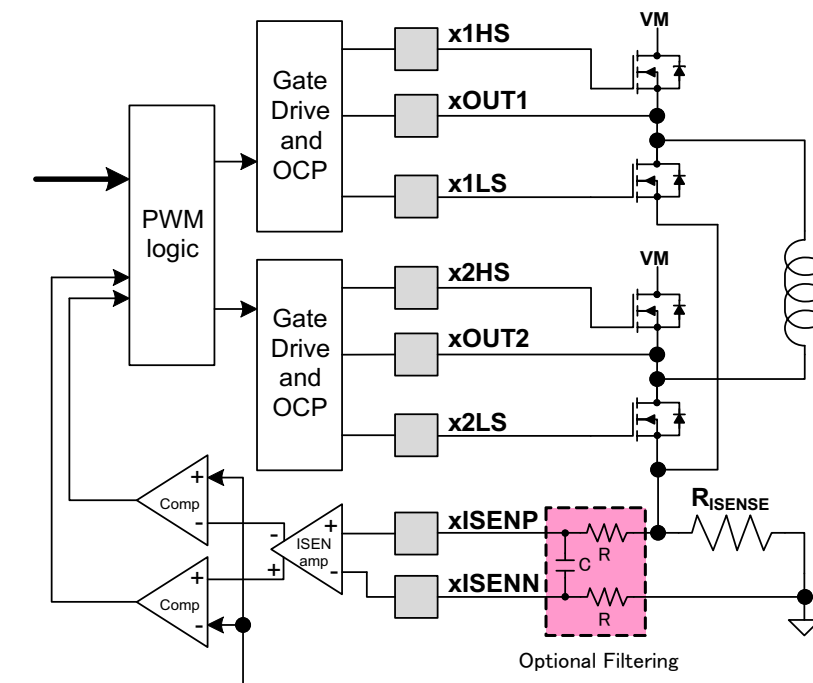 VM
x1HS
Gate
Drive
and
OCP
xOUT1
x1LS
PWM
logic
VM
x2HS
Gate
Drive
and
OCP
xOUT2
x2LS
+
Comp
-
-
+
ISEN
amp
+
-
xISENP
R
RISENSE
C
+
Comp
-
xISENN
R
Optional Filtering